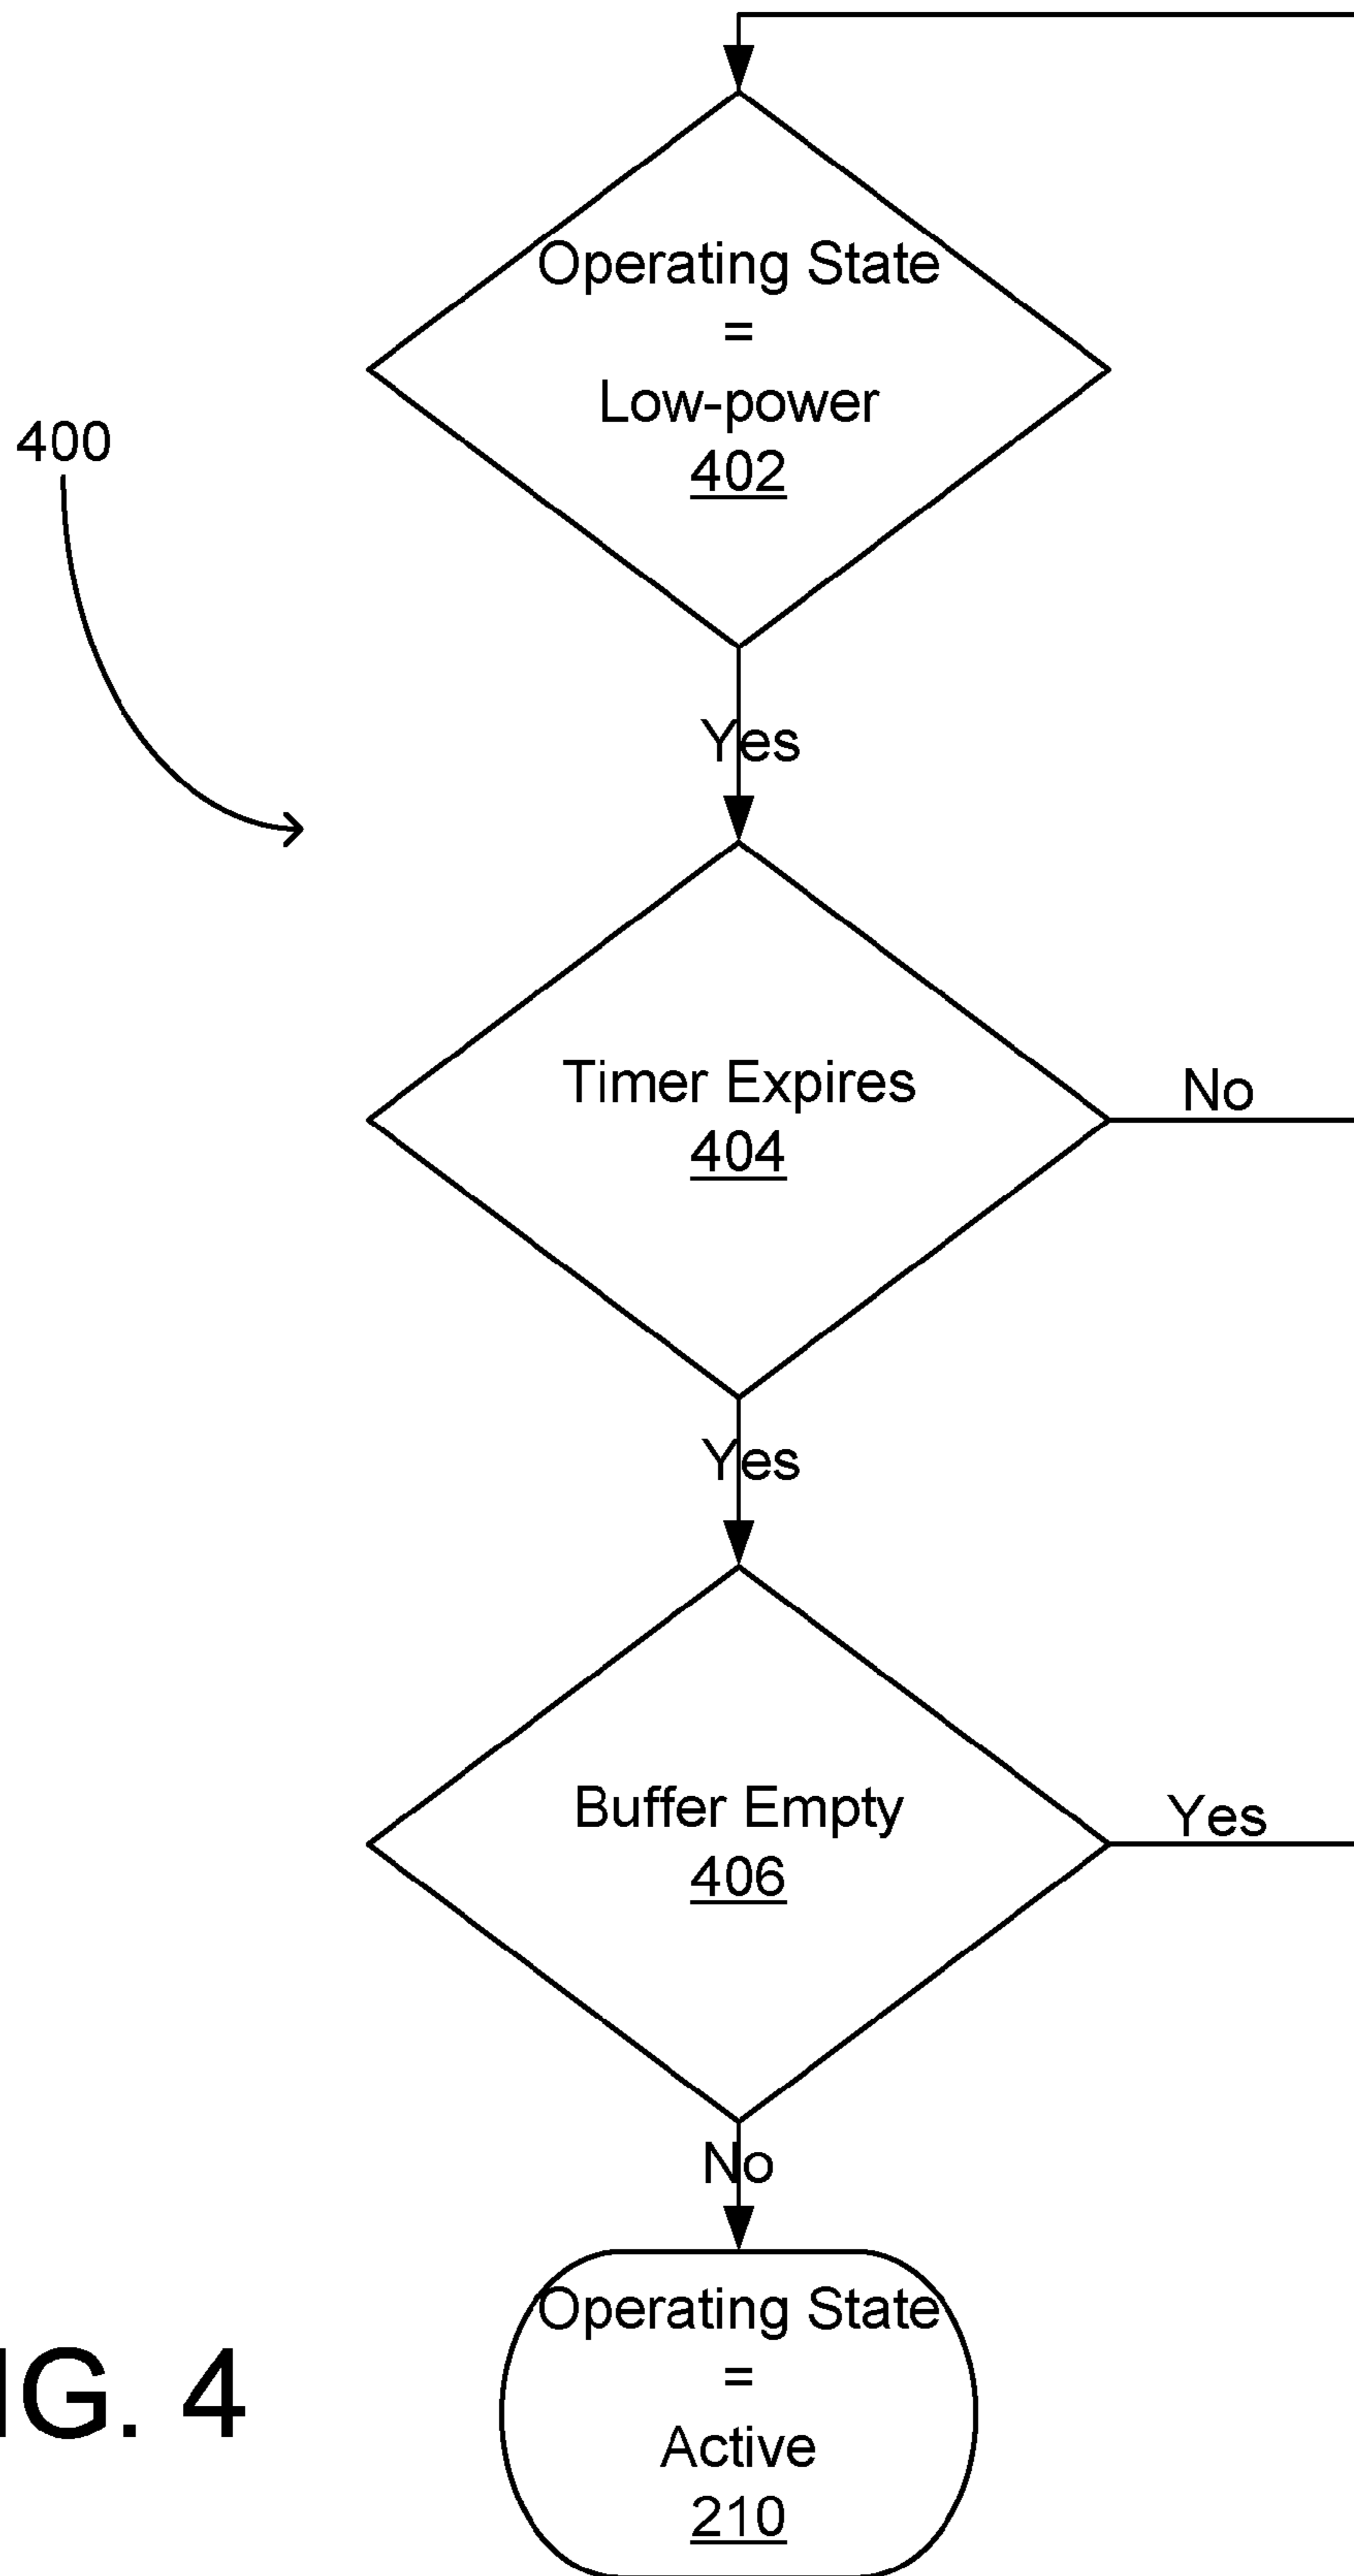 Operating State
=
Low-power
402
400
Yes
Timer Expires
404
No
Yes
Buffer Empty
406
Yes
No
Operating State
=
Active
210
IG. 4